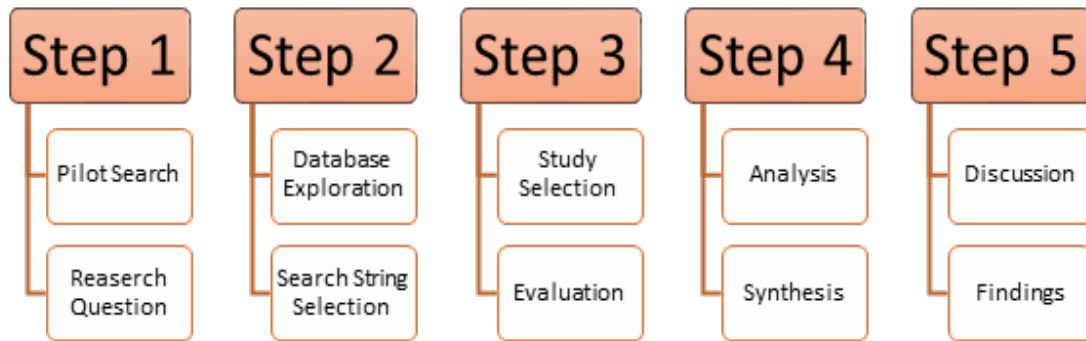 Step 1
Pilot Search
Reaserch
Question
Step 2
Database
Exploration
Search String
Selection
Step 3
Study
Selection
Evaluation
Step 4
Analysis
Synthesis
Step 5
Discussion
Findings